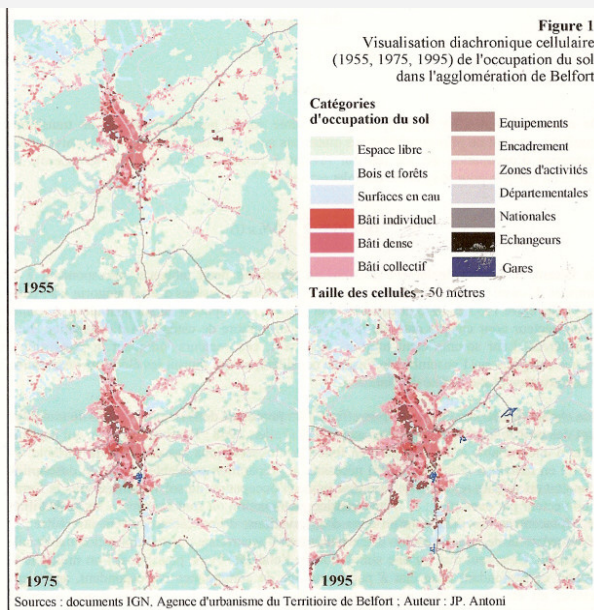 Figure 1
Visualisation diachronique cellulaire
(1955, 1975, 1995) de l'occupation du sol
dans l'agglomération de Belfort
Catégories
d'occupation du sol
Espace libre
Bois et forêts
Surfaces en eau
Bâti individuel
Bâti dense
Bâti collectif
Equipements
Encadrement
Zones d'activités
Départementales
Nationales
Echangeurs
Gares
Taille des cellules : 50 mètres
1955
1975
1995
Sources : documents IGN, Agence d'urbanisme du Territioire de Belfort ; Auteur : JP. Antoni